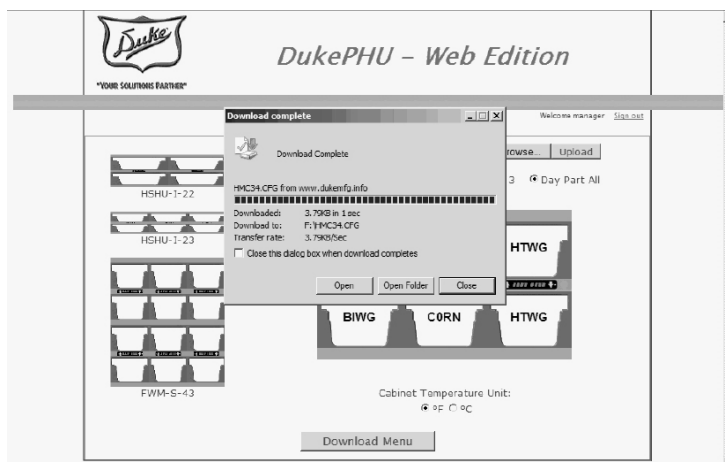 Duke
"YOUR SOLUTIONS PARTNER"
DukePHU – Web Edition
Welcome manager Sign out
Download complete
Download Complete
HMC34.CFG from www.dukemfg.info
Downloaded: 3.79KB in 1 sec
Download to: F:\HMC34.CFG
Transfer rate: 3.79KB/Sec
Close this dialog box when download completes
Open Open Folder Close
rowse... Upload
3 Day Part All
HSHU-I-22
HSHU-I-23
FWM-S-43
HTWG
BIWG CORN HTWG
Cabinet Temperature Unit:
ºF ºC
Download Menu